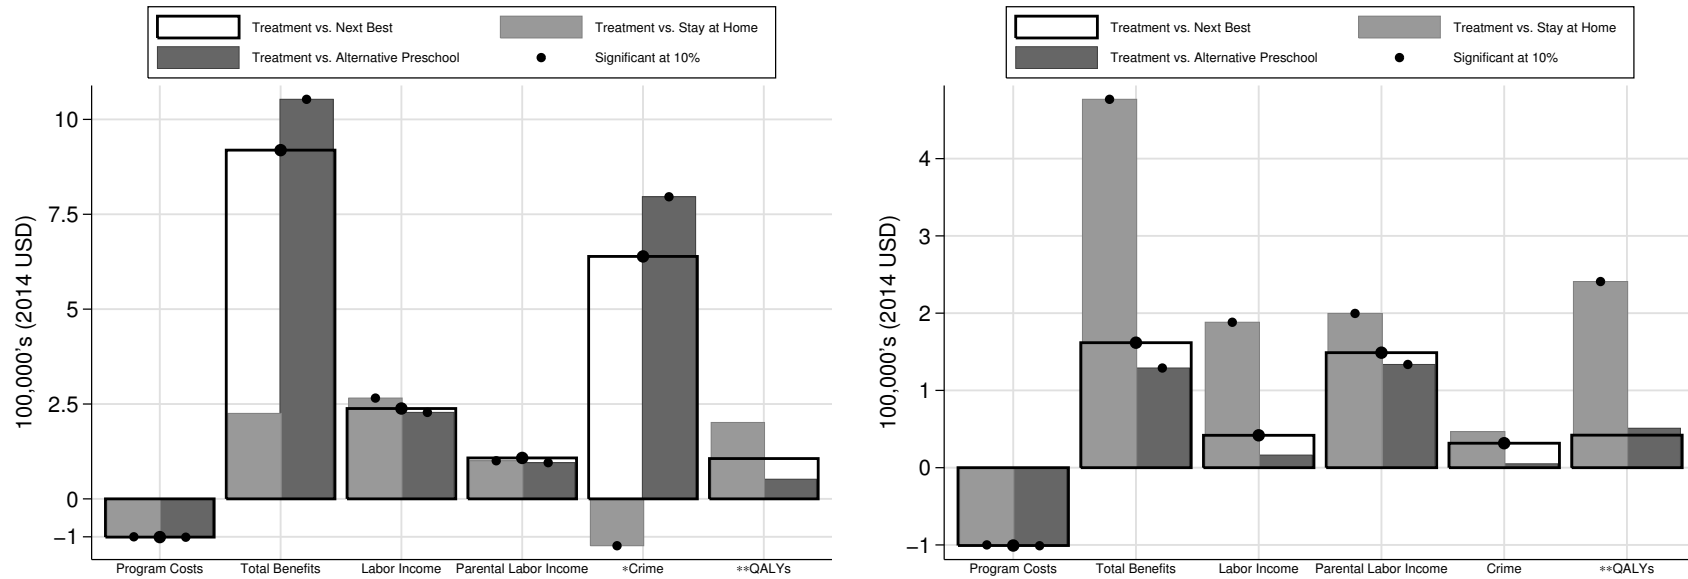 Treatment vs. Next Best
Treatment vs. Stay at Home
Treatment vs. Alternative Preschool
Significant at 10%
10
7.5
5
2.5
0
−1
100,000's (2014 USD)
Program Costs
Total Benefits
Labor Income
Parental Labor Income
*Crime
**QALYs
Treatment vs. Next Best
Treatment vs. Stay at Home
Treatment vs. Alternative Preschool
Significant at 10%
4
3
2
1
0
−1
100,000's (2014 USD)
Program Costs
Total Benefits
Labor Income
Parental Labor Income
Crime
**QALYs